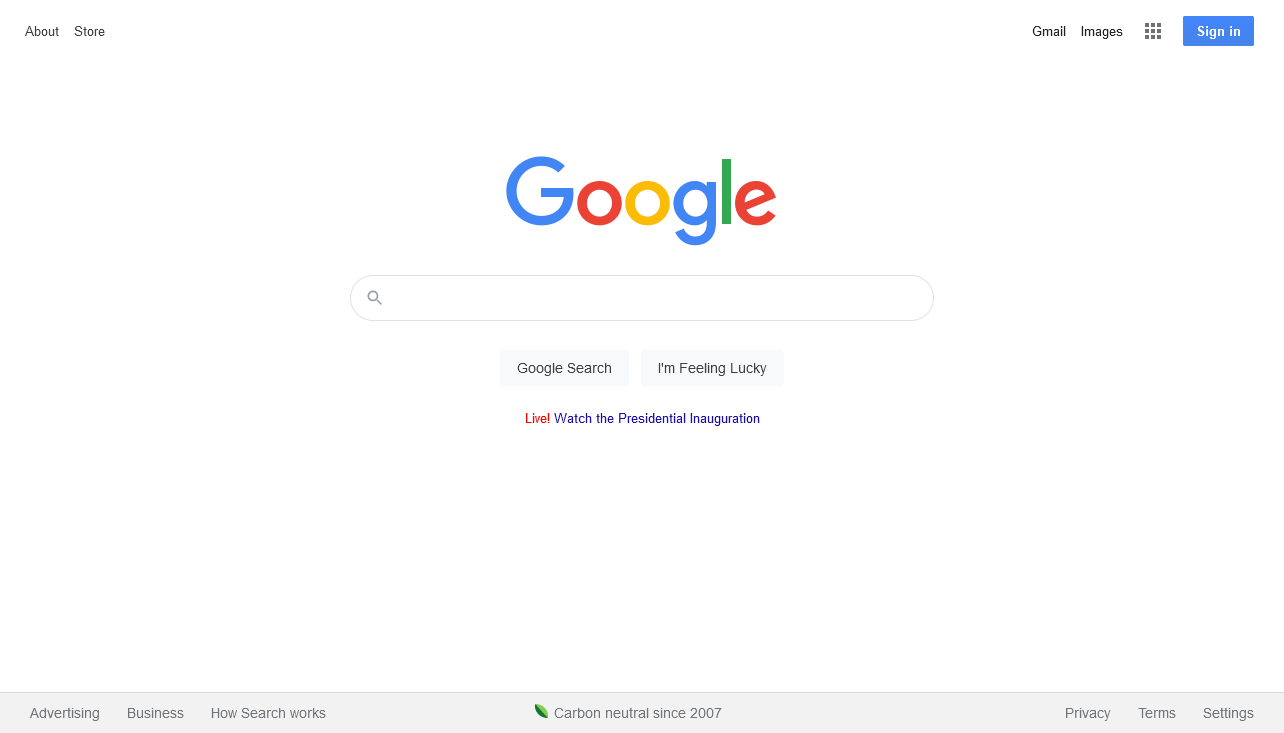 About Store Gmail Images Sign in
Google
Google Search I'm Feeling Lucky
Live! Watch the Presidential Inauguration
Advertising Business How Search works Carbon neutral since 2007 Privacy Terms Settings